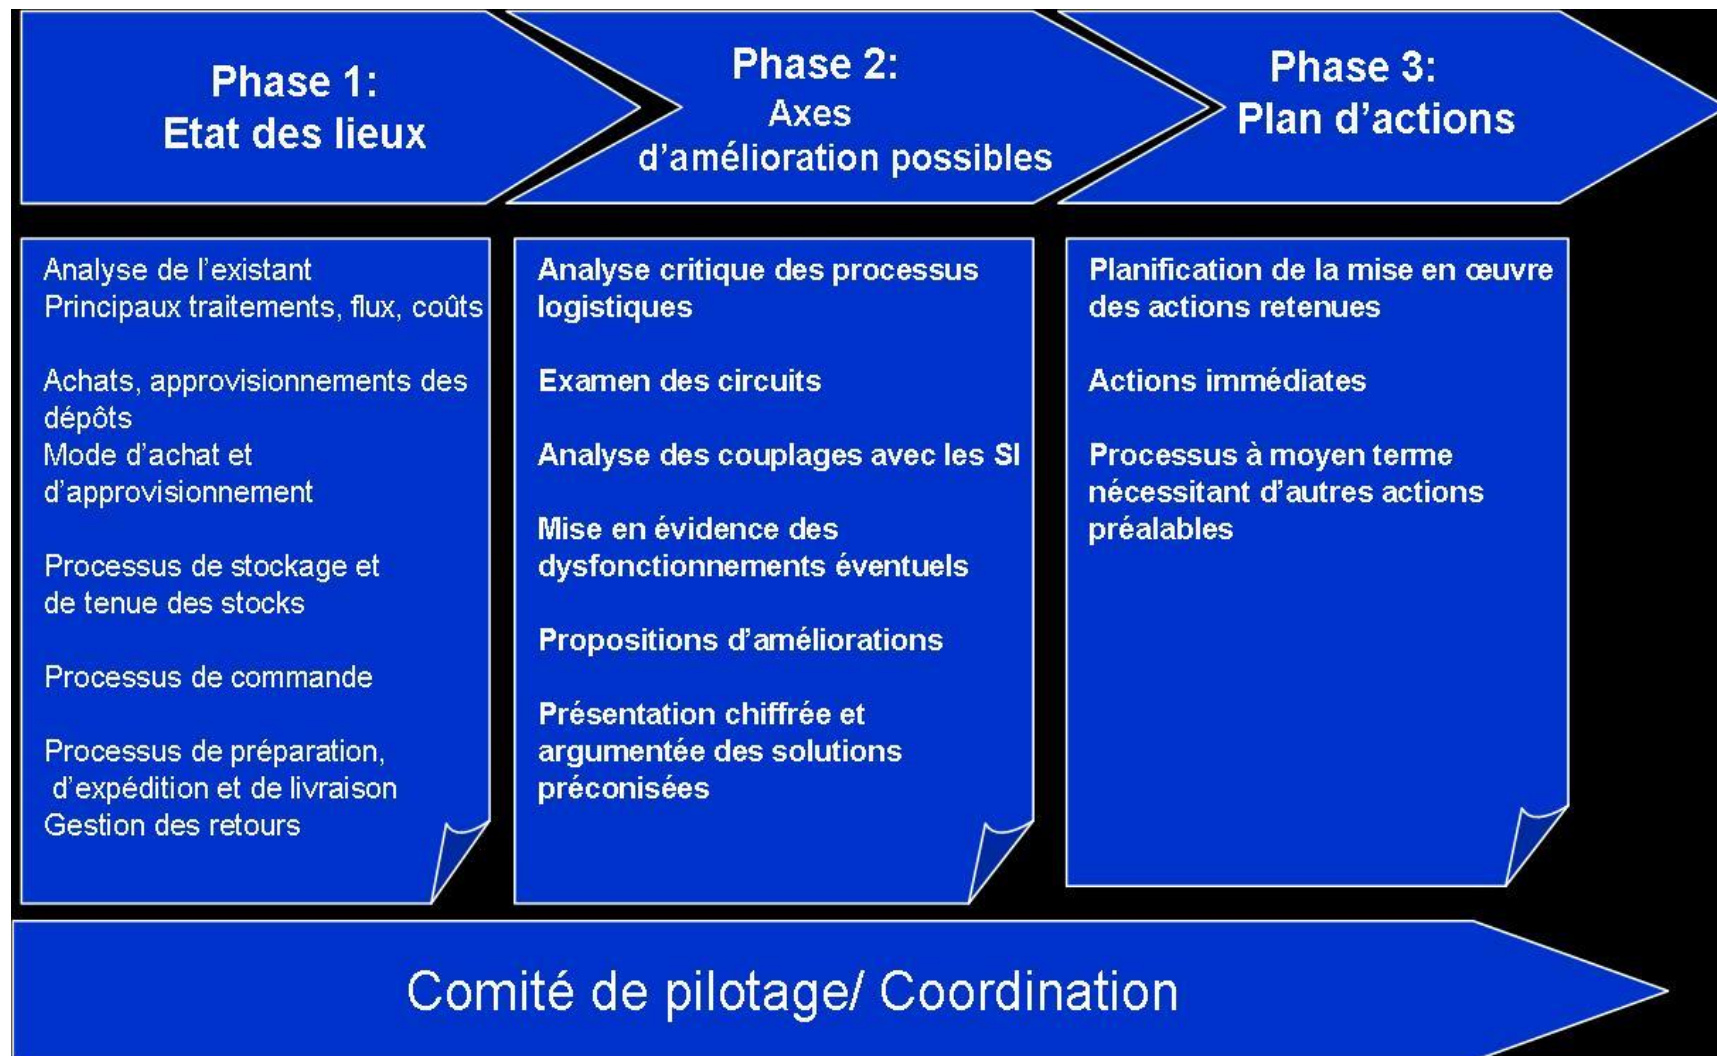 Phase 1:
Etat des lieux
Phase 2:
Axes
d’amélioration possibles
Phase 3:
Plan d’actions
Analyse de l’existant
Principaux traitements, flux, coûts
Achats, approvisionnements des
dépôts
Mode d’achat et
d’approvisionnement
Processus de stockage et
de tenue des stocks
Processus de commande
Processus de préparation,
d’expédition et de livraison
Gestion des retours
Analyse critique des processus
logistiques
Examen des circuits
Analyse des couplages avec les SI
Mise en évidence des
dysfonctionnements éventuels
Propositions d’améliorations
Présentation chiffrée et
argumentée des solutions
préconisées
Planification de la mise en œuvre
des actions retenues
Actions immédiates
Processus à moyen terme
nécessitant d’autres actions
préalables
Comité de pilotage/ Coordination